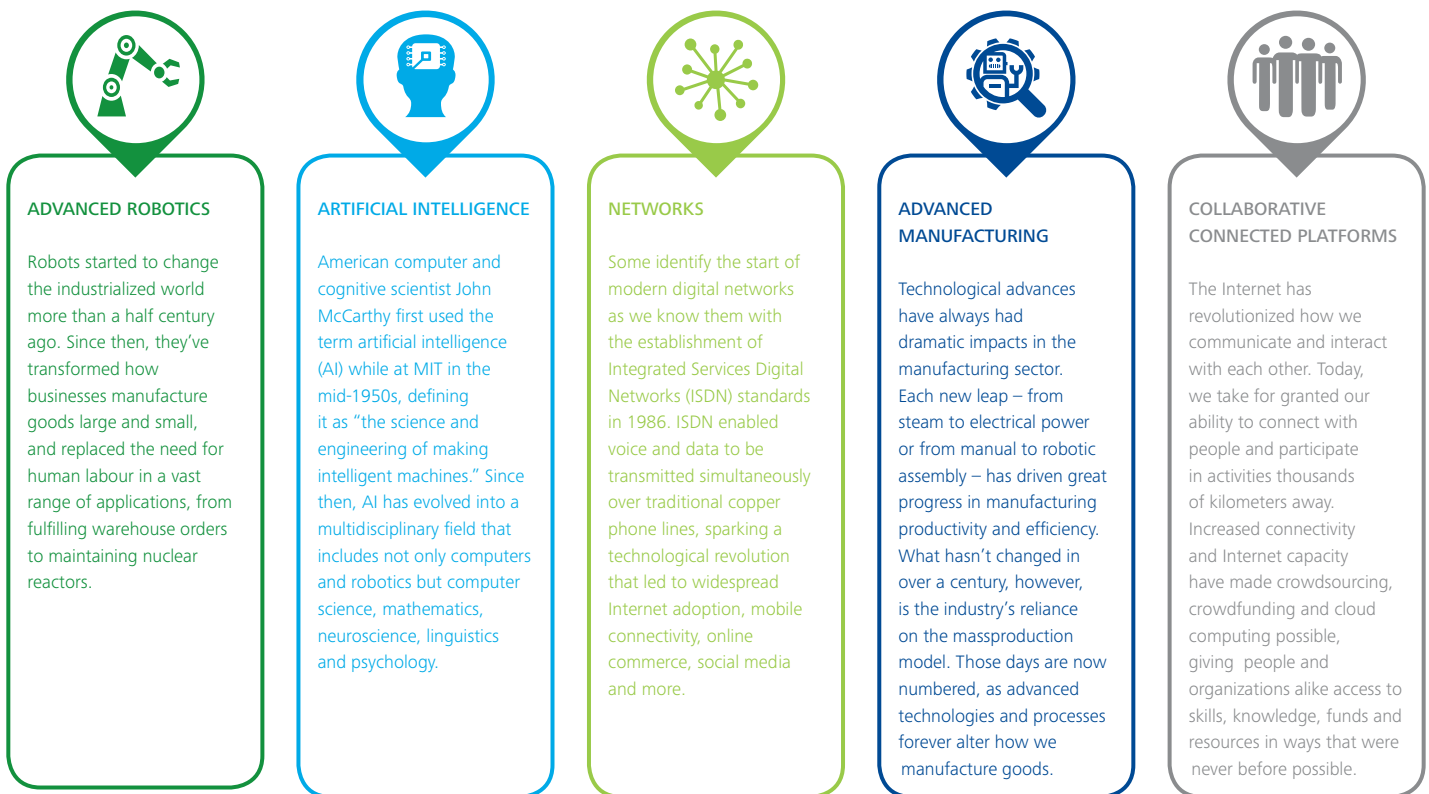 ADVANCED ROBOTICS
Robots started to change
the industrialized world
more than a half century
ago. Since then, they’ve
transformed how
businesses manufacture
goods large and small,
and replaced the need for
human labour in a vast
range of applications, from
fulfilling warehouse orders
to maintaining nuclear
reactors.
ARTIFICIAL INTELLIGENCE
American computer and
cognitive scientist John
McCarthy first used the
term artificial intelligence
(AI) while at MIT in the
mid-1950s, defining
it as “the science and
engineering of making
intelligent machines.” Since
then, AI has evolved into a
multidisciplinary field that
includes not only computers
and robotics but computer
science, mathematics,
neuroscience, linguistics
and psychology.
NETWORKS
Some identify the start of
modern digital networks
as we know them with
the establishment of
Integrated Services Digital
Networks (ISDN) standards
in 1986. ISDN enabled
voice and data to be
transmitted simultaneously
over traditional copper
phone lines, sparking a
technological revolution
that led to widespread
Internet adoption, mobile
connectivity, online
commerce, social media
and more.
ADVANCED
MANUFACTURING
Technological advances
have always had
dramatic impacts in the
manufacturing sector.
Each new leap – from
steam to electrical power
or from manual to robotic
assembly – has driven great
progress in manufacturing
productivity and efficiency.
What hasn’t changed in
over a century, however,
is the industry’s reliance
on the massproduction
model. Those days are now
numbered, as advanced
technologies and processes
forever alter how we
manufacture goods.
COLLABORATIVE
CONNECTED PLATFORMS
The Internet has
revolutionized how we
communicate and interact
with each other. Today,
we take for granted our
ability to connect with
people and participate
in activities thousands
of kilometers away.
Increased connectivity
and Internet capacity
have made crowdsourcing,
crowdfunding and cloud
computing possible,
giving people and
organizations alike access to
skills, knowledge, funds and
resources in ways that were
never before possible.